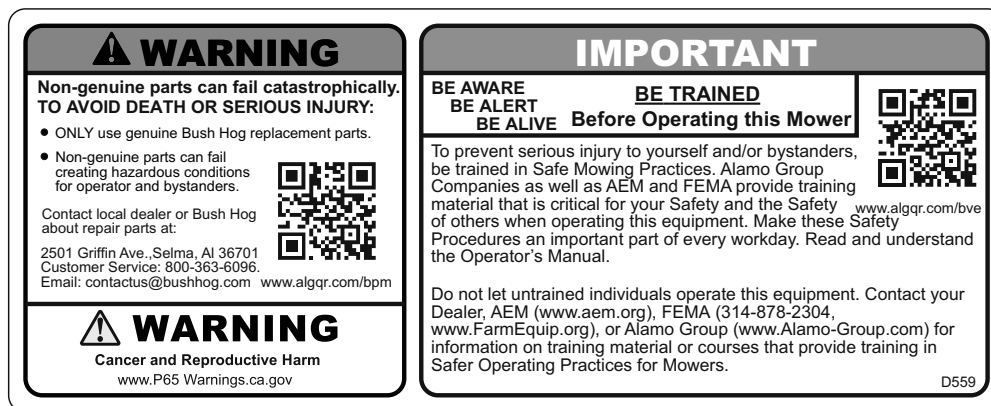 WARNING
Non-genuine parts can fail catastrophically.
TO AVOID DEATH OR SERIOUS INJURY:
● ONLY use genuine Bush Hog replacement parts.
● Non-genuine parts can fail
creating hazardous conditions
for operator and bystanders.
Contact local dealer or Bush Hog
about repair parts at:
2501 Griffin Ave.,Selma, Al 36701
Customer Service: 800-363-6096.
Email: contactus@bushhog.com www.algqr.com/bpm
WARNING
Cancer and Reproductive Harm
www.P65 Warnings.ca.gov
IMPORTANT
BE AWARE
BE ALERT
BE ALIVE
BE TRAINED
Before Operating this Mower
www.algqr.com/bve
To prevent serious injury to yourself and/or bystanders,
be trained in Safe Mowing Practices. Alamo Group
Companies as well as AEM and FEMA provide training
material that is critical for your Safety and the Safety
of others when operating this equipment. Make these Safety
Procedures an important part of every workday. Read and understand
the Operator's Manual.
Do not let untrained individuals operate this equipment. Contact your
Dealer, AEM (www.aem.org), FEMA (314-878-2304,
www.FarmEquip.org), or Alamo Group (www.Alamo-Group.com) for
information on training material or courses that provide training in
Safer Operating Practices for Mowers.
D559